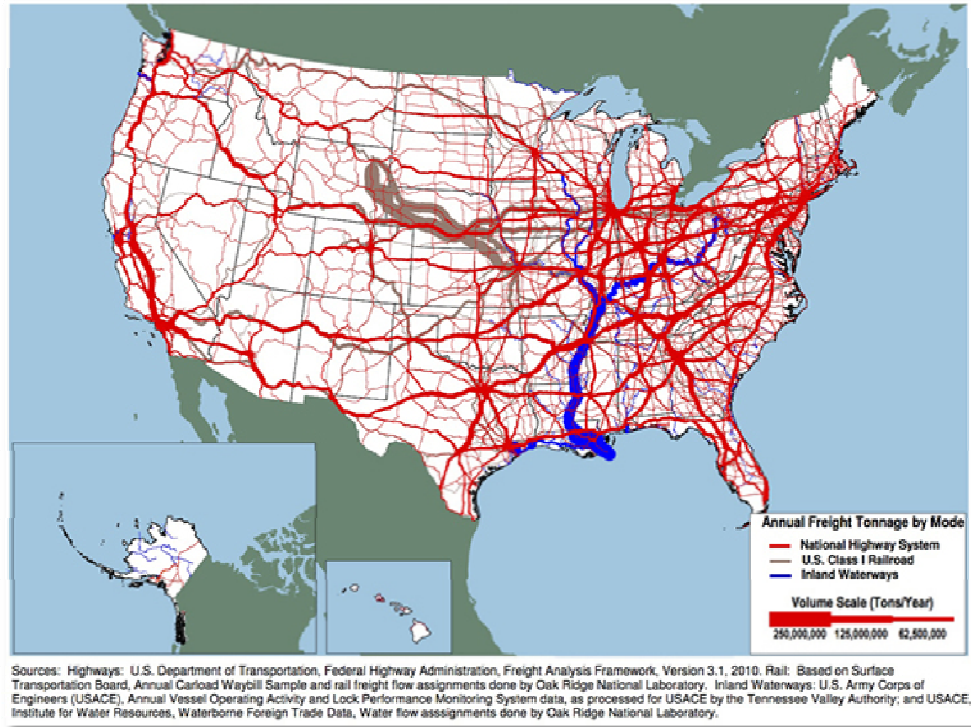 Annual Freight Tonnage by Mode
National Highway System
U.S. Class I Railroad
Inland Waterways
Volume Scale (Tons/Year)
250,000,000 125,000,000 62,500,000
Sources: Highways: U.S. Department of Transportation, Federal Highway Administration, Freight Analysis Framework, Version 3.1, 2010. Rail: Based on Surface
Transportation Board, Annual Carload Waybill Sample and rail freight flow assignments done by Oak Ridge National Laboratory. Inland Waterways: U.S. Army Corps of
Engineers (USACE), Annual Vessel Operating Activity and Lock Performance Monitoring System data, as processed for USACE by the Tennessee Valley Authority; and USACE,
Institute for Water Resources, Waterborne Foreign Trade Data, Water flow asssignments done by Oak Ridge National Laboratory.